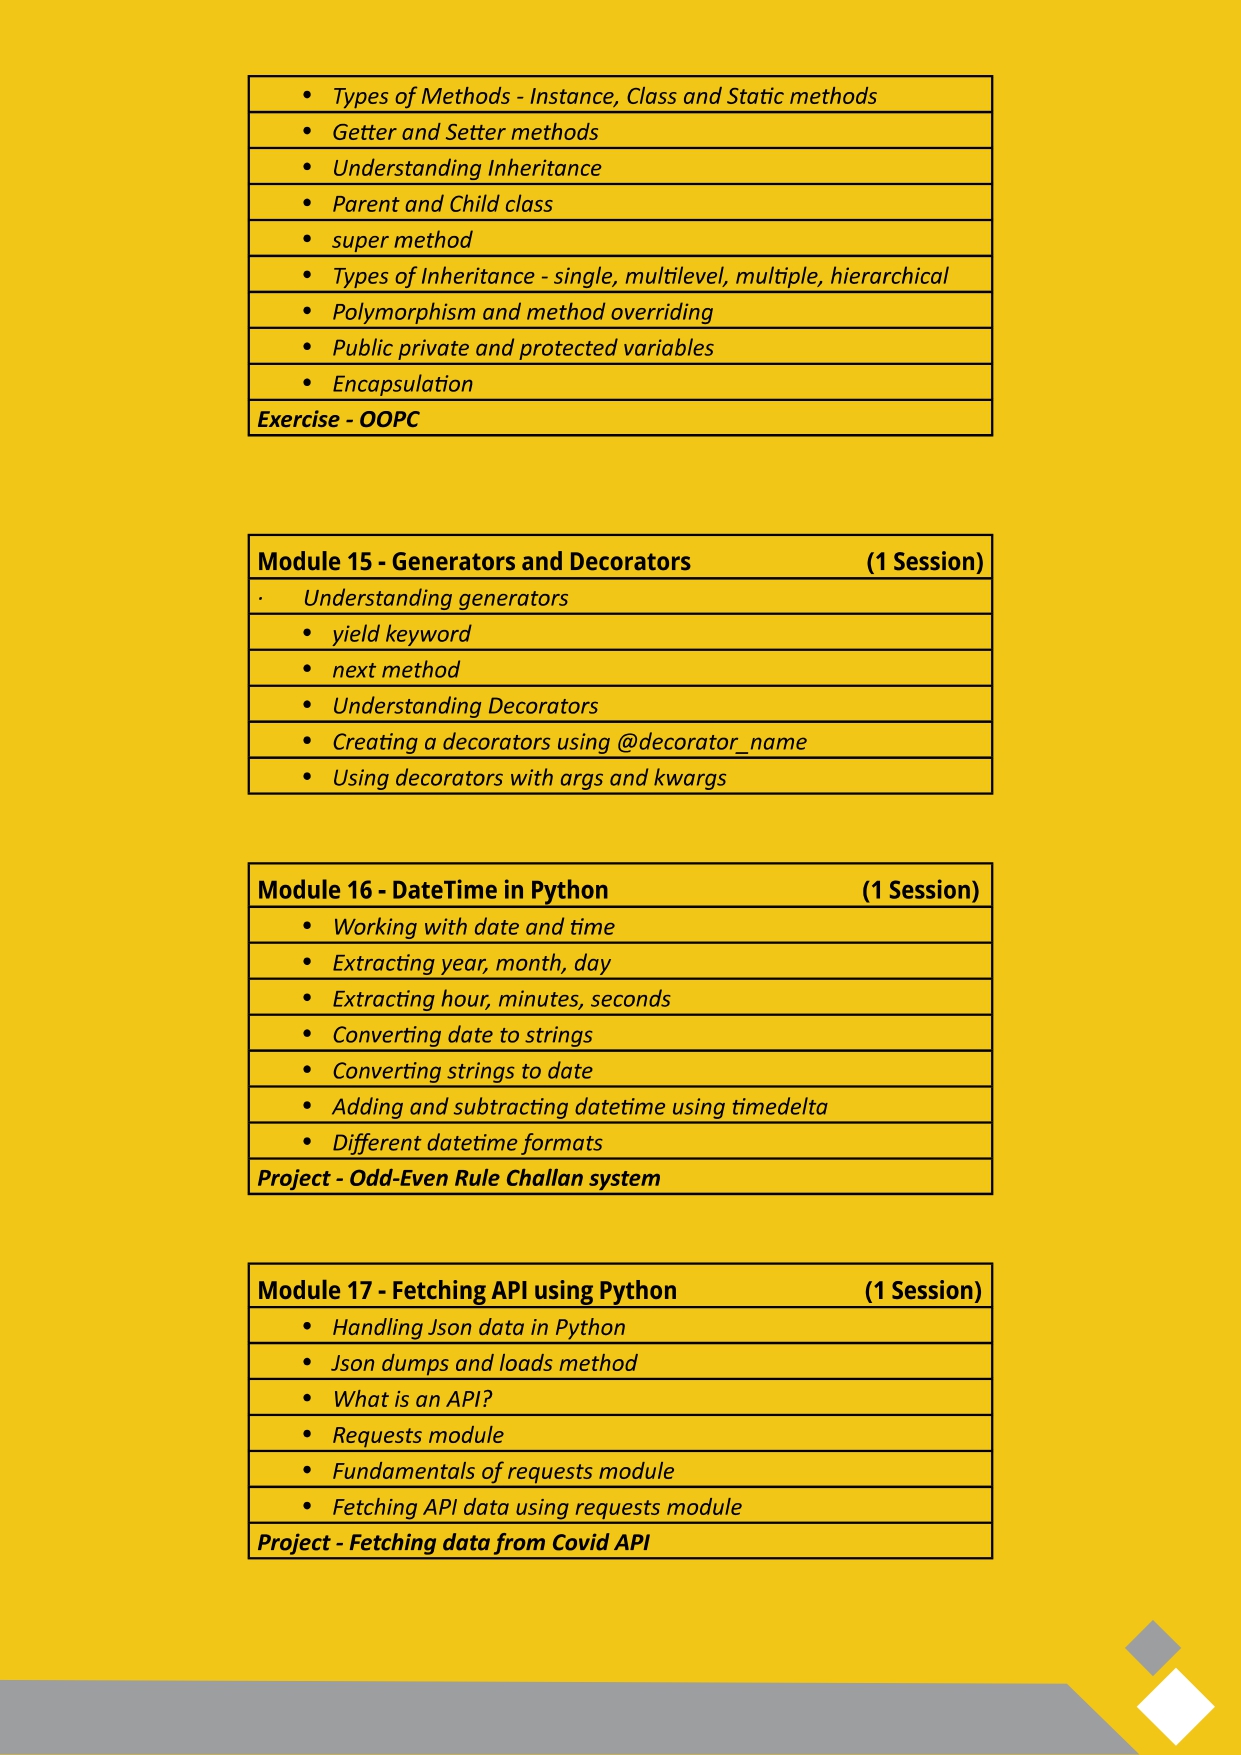 • Types of Methods - Instance, Class and Static methods
• Getter and Setter methods
• Understanding Inheritance
• Parent and Child class
• super method
• Types of Inheritance - single, multilevel, multiple, hierarchical
• Polymorphism and method overriding
• Public private and protected variables
• Encapsulation
Exercise - OOPC
Module 15 - Generators and Decorators (1 Session)
· Understanding generators
• yield keyword
• next method
• Understanding Decorators
• Creating a decorators using @decorator_name
• Using decorators with args and kwargs
Module 16 - DateTime in Python (1 Session)
• Working with date and time
• Extracting year, month, day
• Extracting hour, minutes, seconds
• Converting date to strings
• Converting strings to date
• Adding and subtracting datetime using timedelta
• Different datetime formats
Project - Odd-Even Rule Challan system
Module 17 - Fetching API using Python (1 Session)
• Handling Json data in Python
• Json dumps and loads method
• What is an API?
• Requests module
• Fundamentals of requests module
• Fetching API data using requests module
Project - Fetching data from Covid API